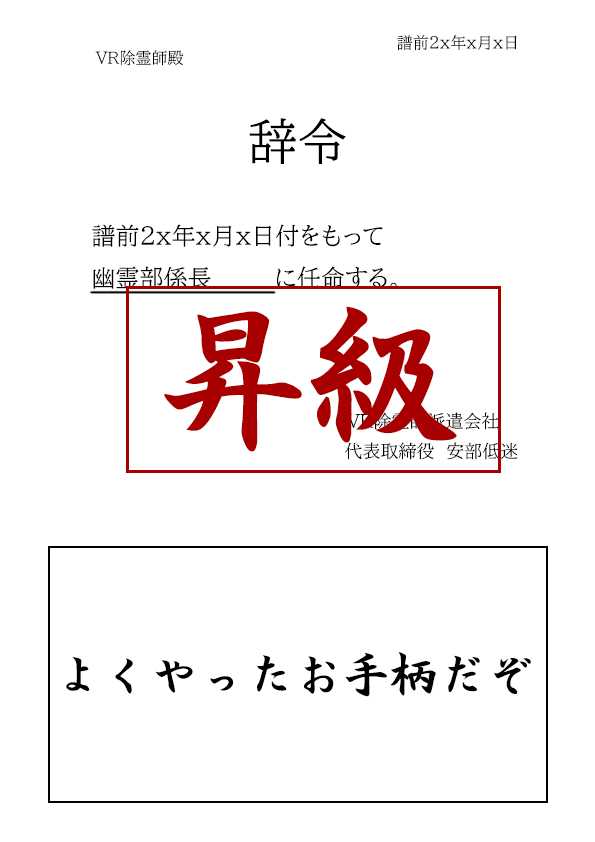 譜前2x年x月x日
VR除霊師殿
辞令
譜前2x年x月x日付をもって
幽霊部係長　　に任命する。
昇級
VR除霊師派遣会社
代表取締役 安部低迷
よくやったお手柄だぞ